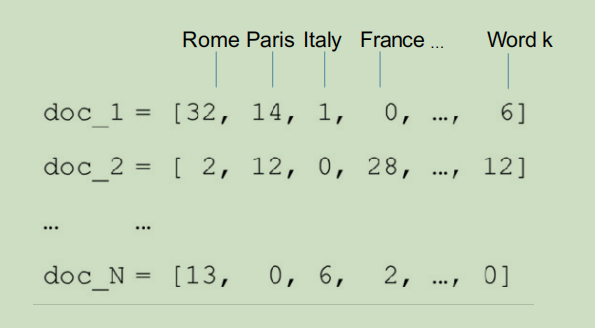 Rome Paris Italy France ... Word k
doc_1 = [32, 14, 1, 0, …, 6]
doc_2 = [ 2, 12, 0, 28, …, 12]
… …
doc_N = [13, 0, 6, 2, …, 0]